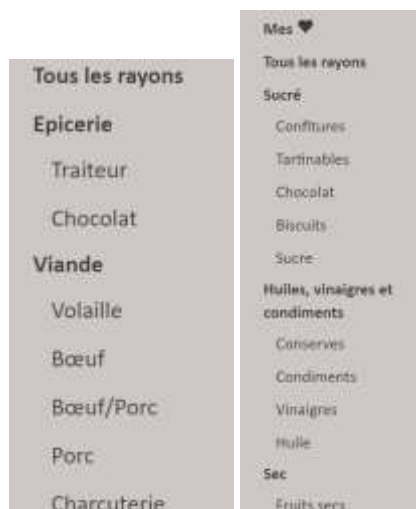 Tous les rayons
Epicerie
Traiteur
Chocolat
Viande
Volaille
Bœuf
Bœuf/Porc
Porc
Charcuterie
Mes ♥
Tous les rayons
Sucré
Confitures
Tartinables
Chocolat
Biscuits
Sucre
Huiles, vinaigres et
condiments
Conserves
Condiments
Vinaigres
Huile
Sec
Fruits secs